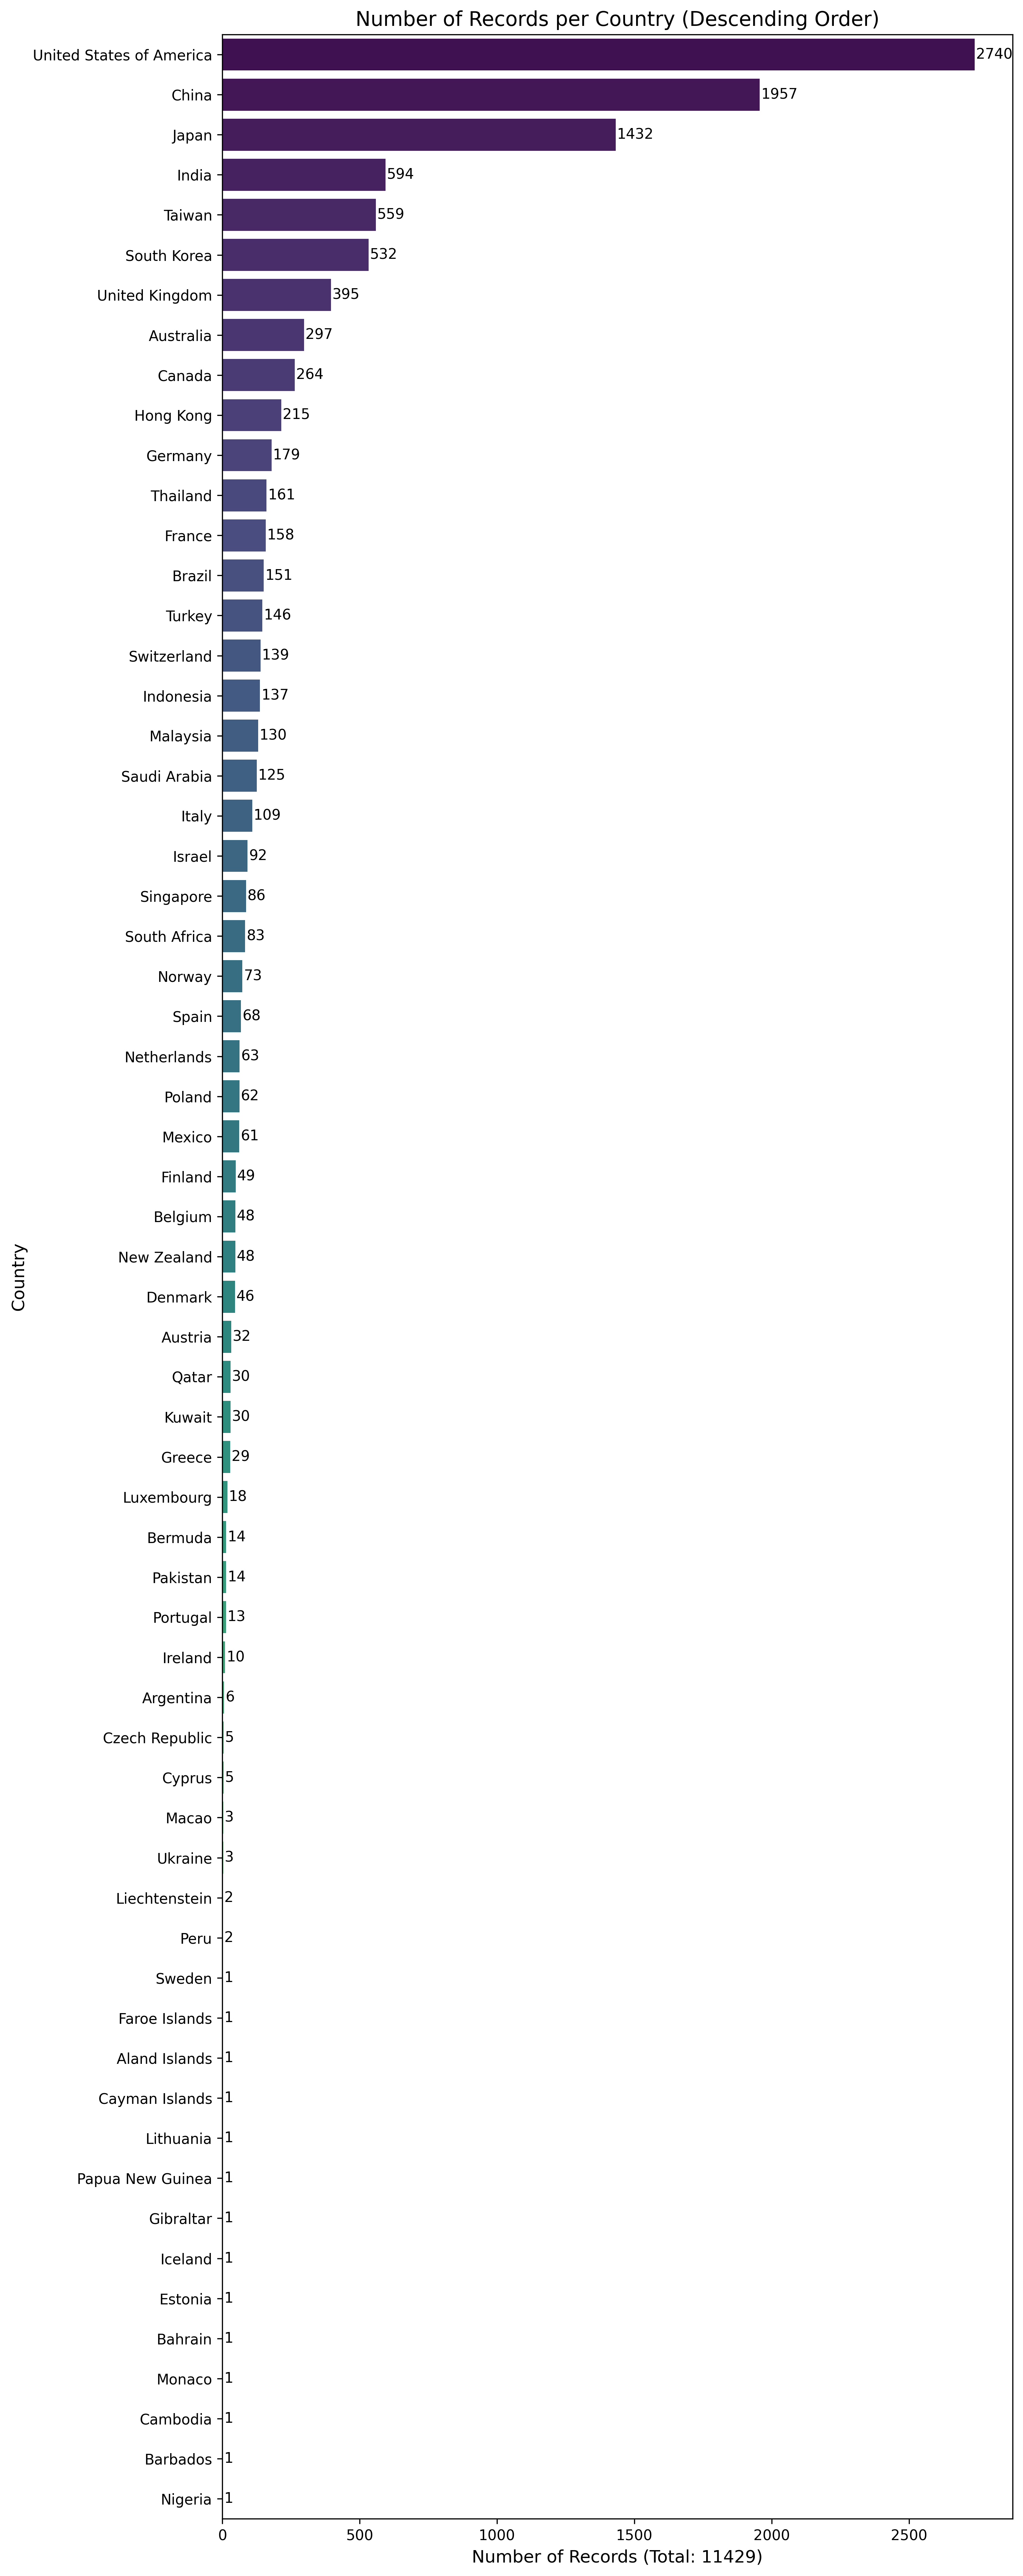 Number of Records per Country (Descending Order)
United States of America 2740
China 1957
Japan 1432
India 594
Taiwan 559
South Korea 532
United Kingdom 395
Australia 297
Canada 264
Hong Kong 215
Germany 179
Thailand 161
France 158
Brazil 151
Turkey 146
Switzerland 139
Indonesia 137
Malaysia 130
Saudi Arabia 125
Italy 109
Israel 92
Singapore 86
South Africa 83
Norway 73
Spain 68
Netherlands 63
Poland 62
Mexico 61
Finland 49
Belgium 48
New Zealand 48
Denmark 46
Austria 32
Qatar 30
Kuwait 30
Greece 29
Luxembourg 18
Bermuda 14
Pakistan 14
Portugal 13
Ireland 10
Argentina 6
Czech Republic 5
Cyprus 5
Macao 3
Ukraine 3
Liechtenstein 2
Peru 2
Sweden 1
Faroe Islands 1
Aland Islands 1
Cayman Islands 1
Lithuania 1
Papua New Guinea 1
Gibraltar 1
Iceland 1
Estonia 1
Bahrain 1
Monaco 1
Cambodia 1
Barbados 1
Nigeria 1
Country
0 500 1000 1500 2000 2500
Number of Records (Total: 11429)